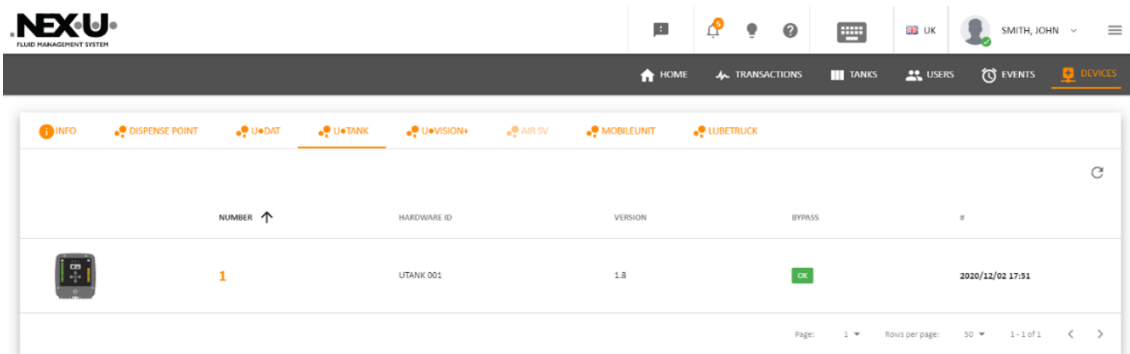 .NEX•U•
FLUID MANAGEMENT SYSTEM
5
UK
SMITH, JOHN
HOME
TRANSACTIONS
TANKS
USERS
EVENTS
DEVICES
INFO
DISPENSE POINT
U•DAT
U•TANK
U•VISION+
AIR SV
MOBILEUNIT
LUBETRUCK
NUMBER HARDWARE ID VERSION BYPASS #
1 UTANK 001 1.8 OK 2020/12/02 17:51
Page: 1 Rows per page: 50 1-1 of 1